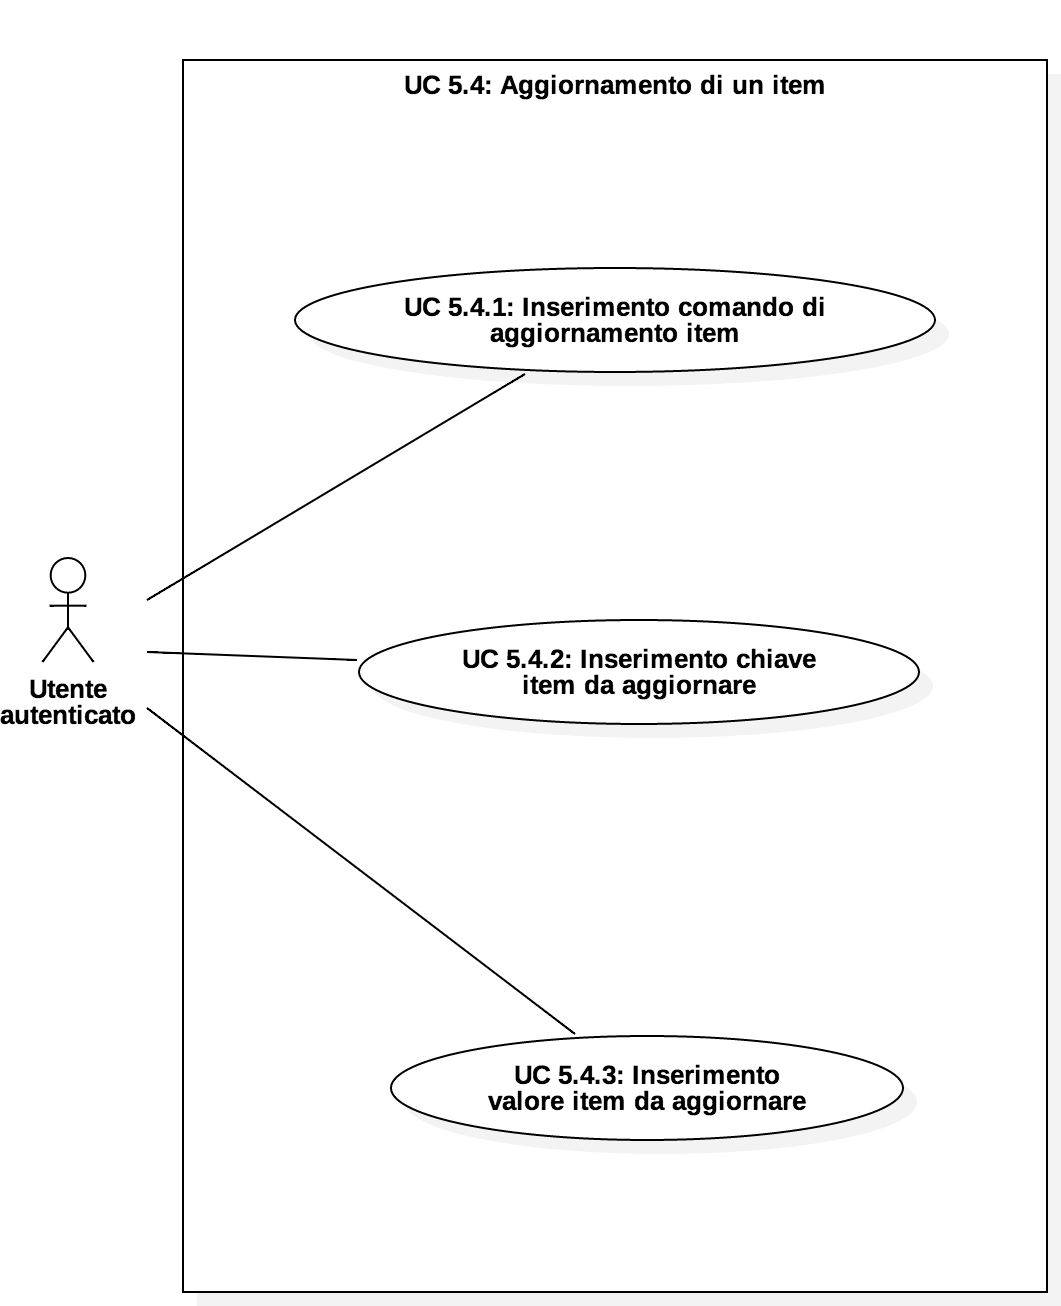 UC 5.4: Aggiornamento di un item
UC 5.4.1: Inserimento comando di
aggiornamento item
UC 5.4.2: Inserimento chiave
item da aggiornare
Utente
autenticato
UC 5.4.3: Inserimento
valore item da aggiornare